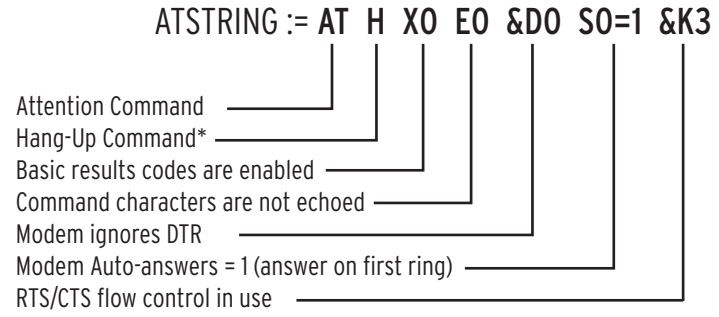 ATSTRING := AT H X0 E0 &D0 S0=1 &K3
Attention Command
Hang-Up Command*
Basic results codes are enabled
Command characters are not echoed
Modem ignores DTR
Modem Auto-answers = 1 (answer on first ring)
RTS/CTS flow control in use